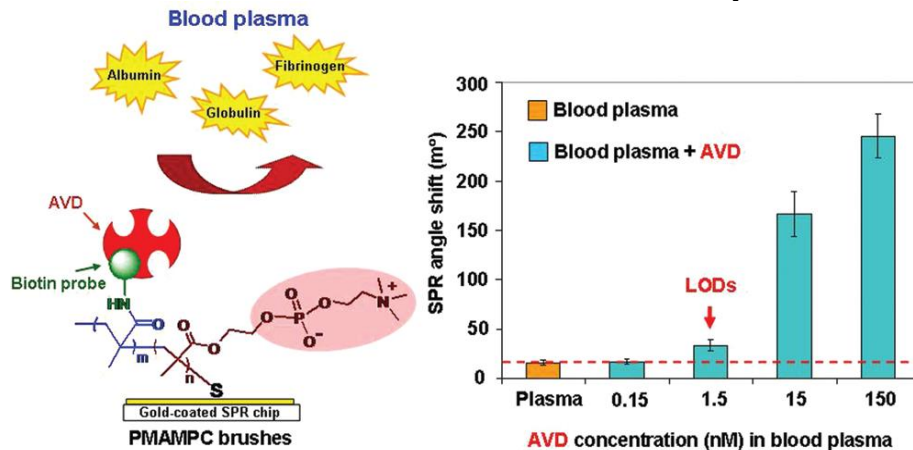 Blood plasma
Albumin
Fibrinogen
Globulin
AVD
Biotin probe
HN
O
m
n
O
O
O
O
P
O
O⁻
N
+
S
Gold-coated SPR chip
PMAMPC brushes
SPR angle shift (mº)
300
250
200
150
100
50
0
Blood plasma
Blood plasma + AVD
LODs
Plasma
0.15
1.5
15
150
AVD concentration (nM) in blood plasma